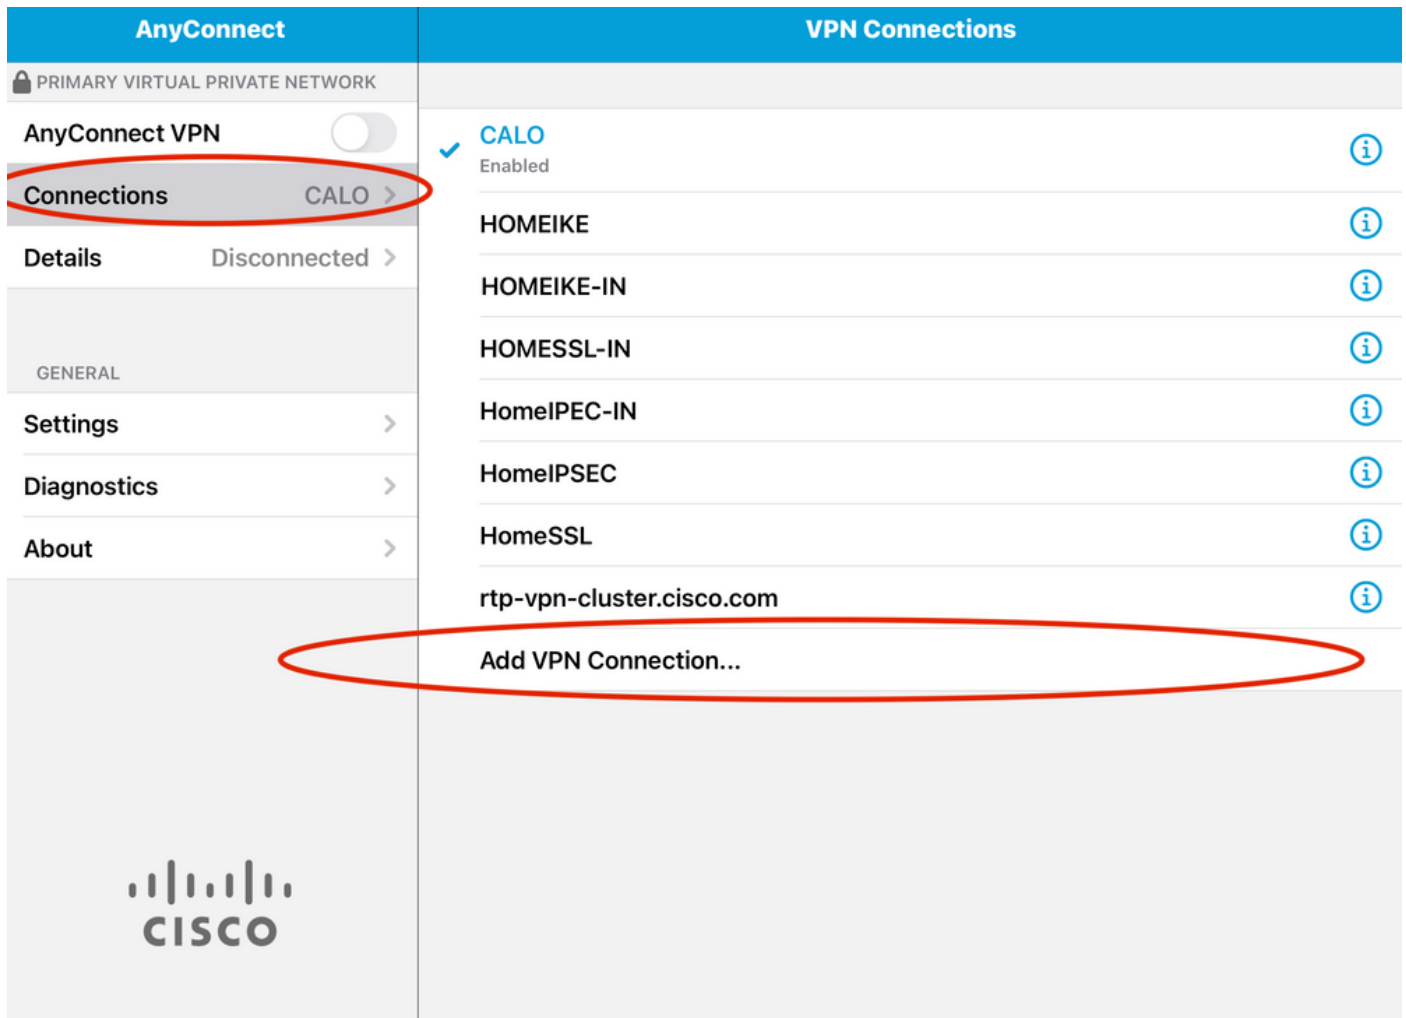 AnyConnect
VPN Connections
PRIMARY VIRTUAL PRIVATE NETWORK
AnyConnect VPN
Connections CALO
Details Disconnected
GENERAL
Settings
Diagnostics
About
CISCO
CALO
Enabled
HOMEIKE
HOMEIKE-IN
HOMESSL-IN
HomeIPEC-IN
HomeIPSEC
HomeSSL
rtp-vpn-cluster.cisco.com
Add VPN Connection...